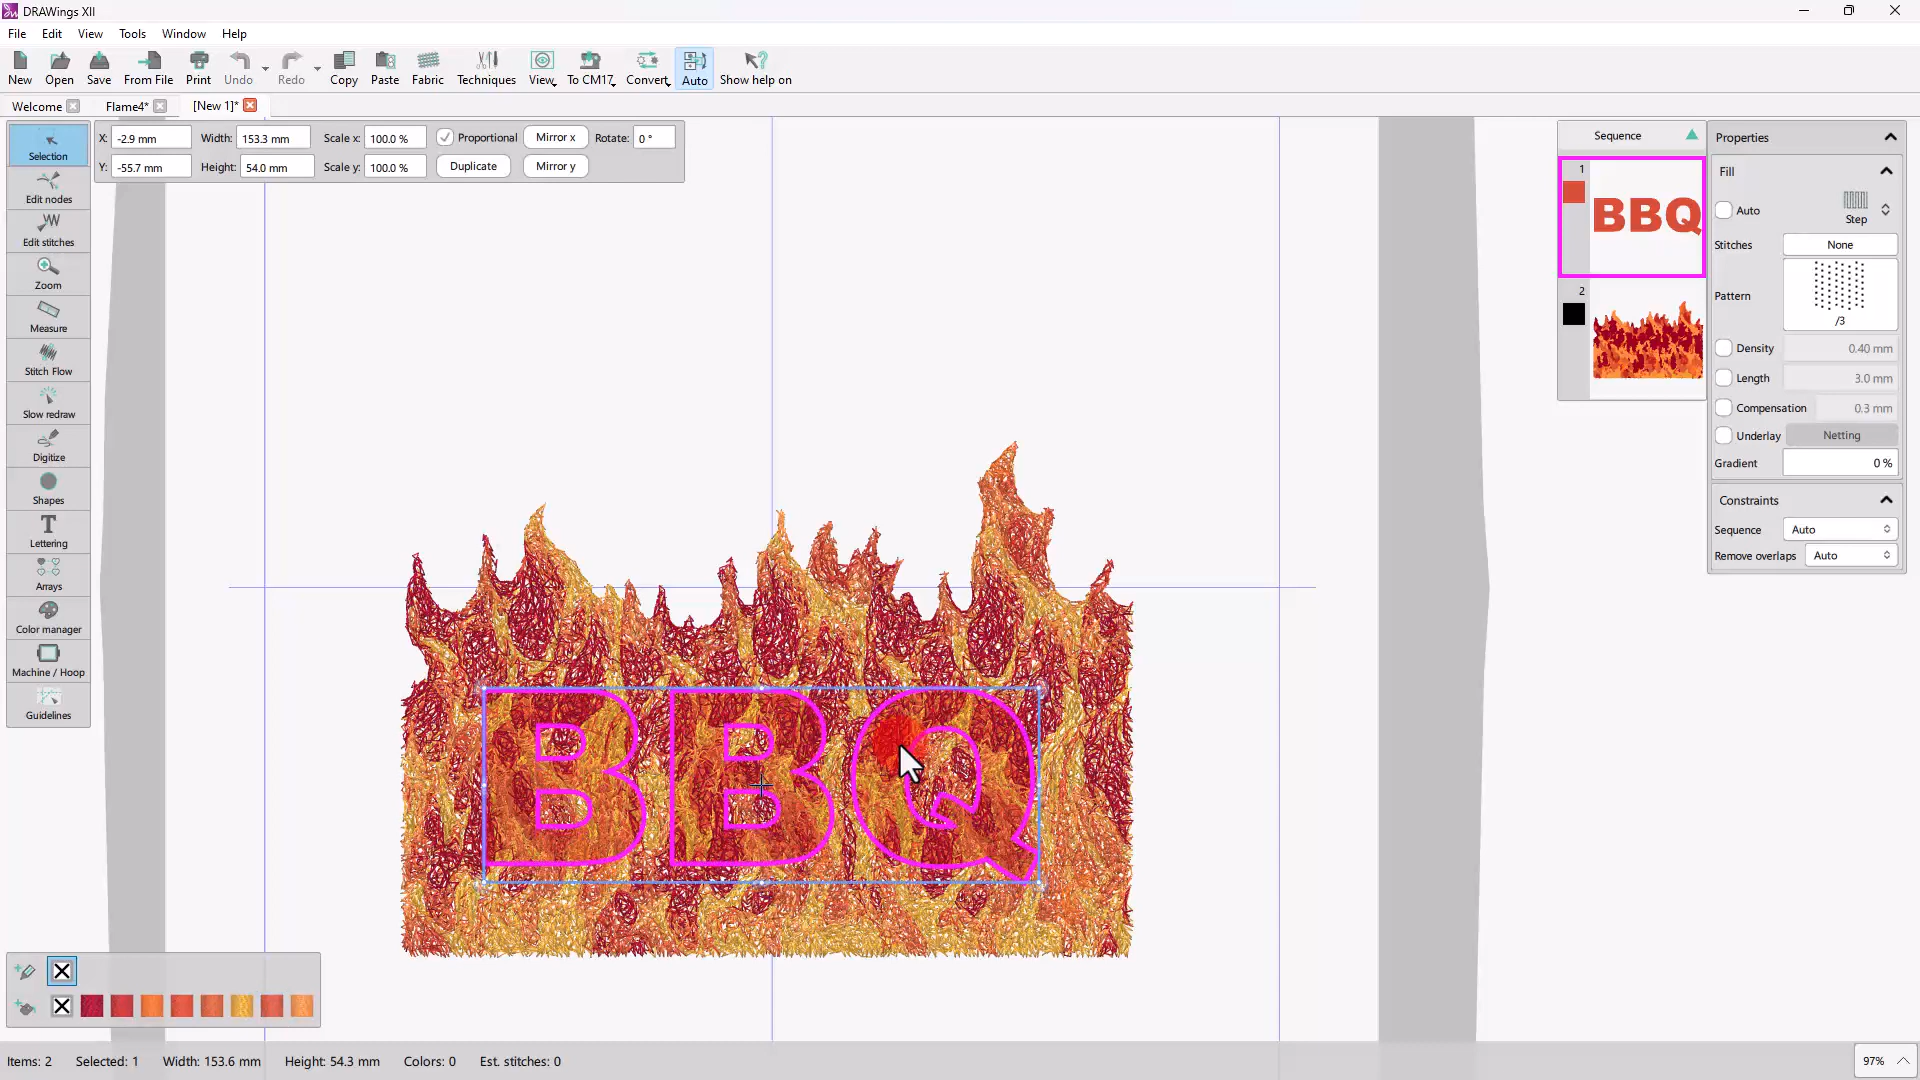 DRAWings XII
File Edit View Tools Window Help
New Open Save From File Print Undo Redo Copy Paste Fabric Techniques View To CM17 Convert Auto Show help on
Welcome Flame4* [New 1]*
X: -2.9 mm Width: 153.3 mm Scale x: 100.0 % Proportional Mirror x Rotate: 0 °
Y: -55.7 mm Height: 54.0 mm Scale y: 100.0 % Duplicate Mirror y
Selection
Edit nodes
Edit stitches
Zoom
Measure
Stitch Flow
Slow redraw
Digitize
Shapes
Lettering
Arrays
Color manager
Machine / Hoop
Guidelines
BBQ
Sequence
1
BBQ
2
Properties
Fill
Auto Step
Stitches None
Pattern /3
Density 0.40 mm
Length 3.0 mm
Compensation 0.3 mm
Underlay Netting
Gradient 0 %
Constraints
Sequence Auto
Remove overlaps Auto
Items: 2 Selected: 1 Width: 153.6 mm Height: 54.3 mm Colors: 0 Est. stitches: 0 97%